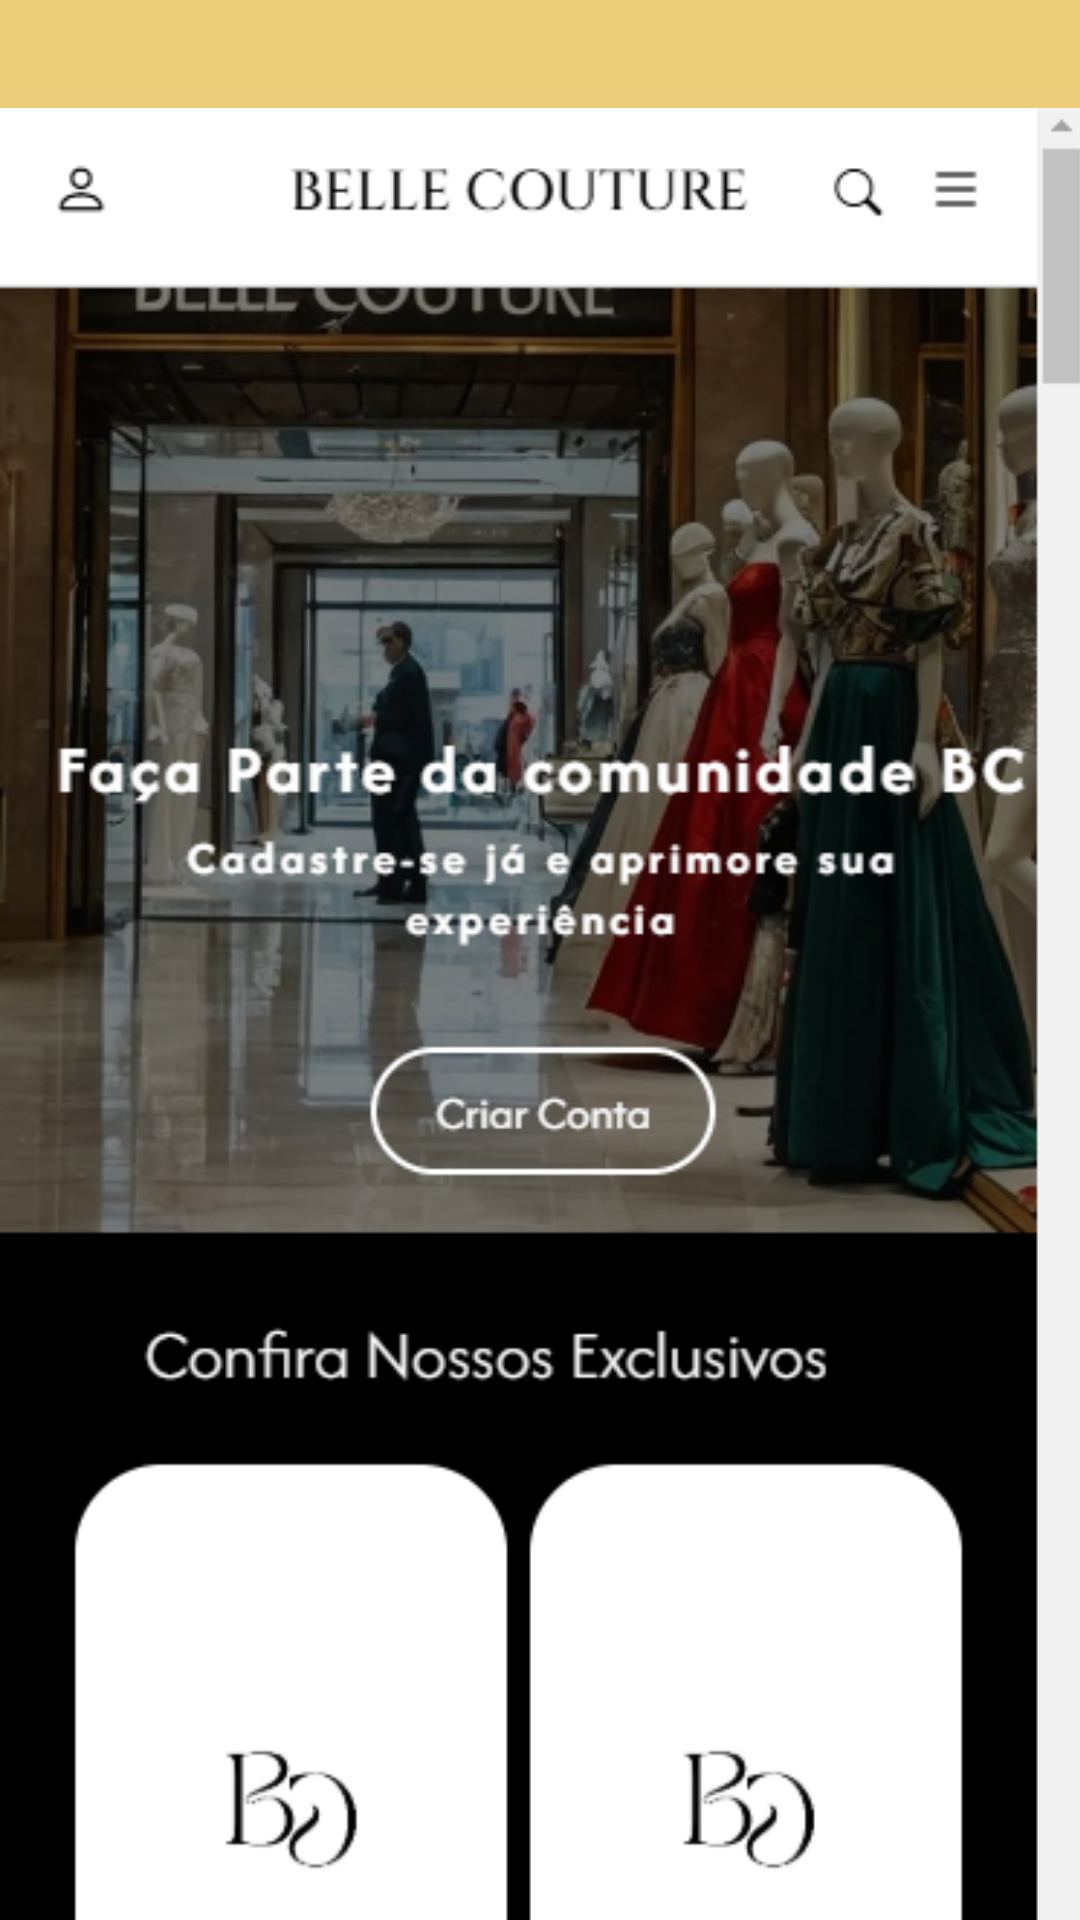 BELLE COUTURE
BELLE COUTURE
Faça Parte da comunidade BC
Cadastre-se já e aprimore sua
experiência
Criar Conta
Confira Nossos Exclusivos
BC BC